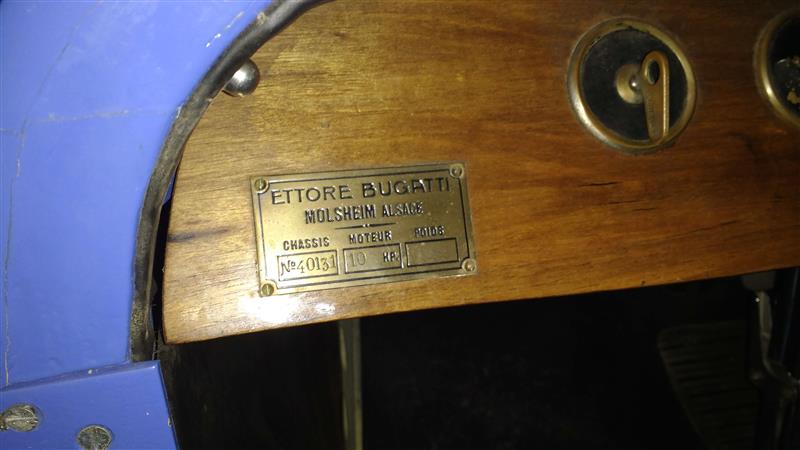 ETTORE BUGATTI
MOLSHEIM ALSACE
CHASSIS MOTEUR POIDS
Nº40131 10 HP.